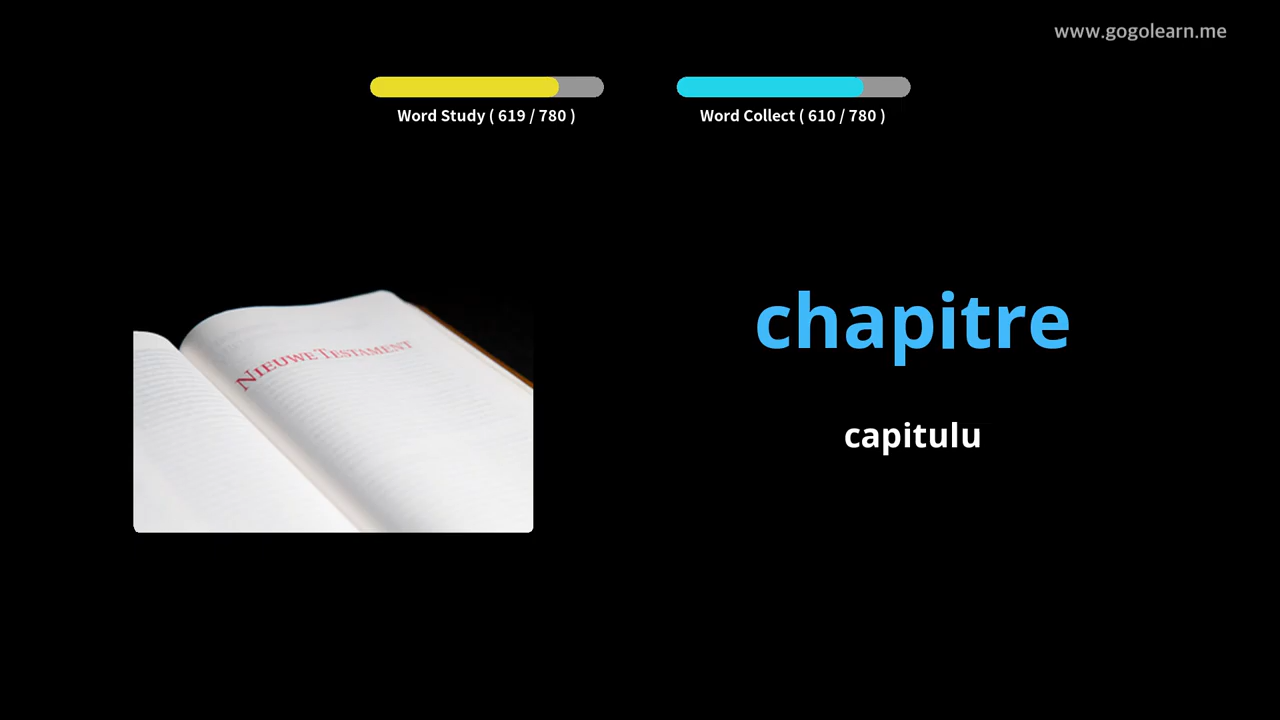 www.gogolearn.me
Word Study ( 619 / 780 )
Word Collect ( 610 / 780 )
NIEUWE TESTAMENT
chapitre
capitulu